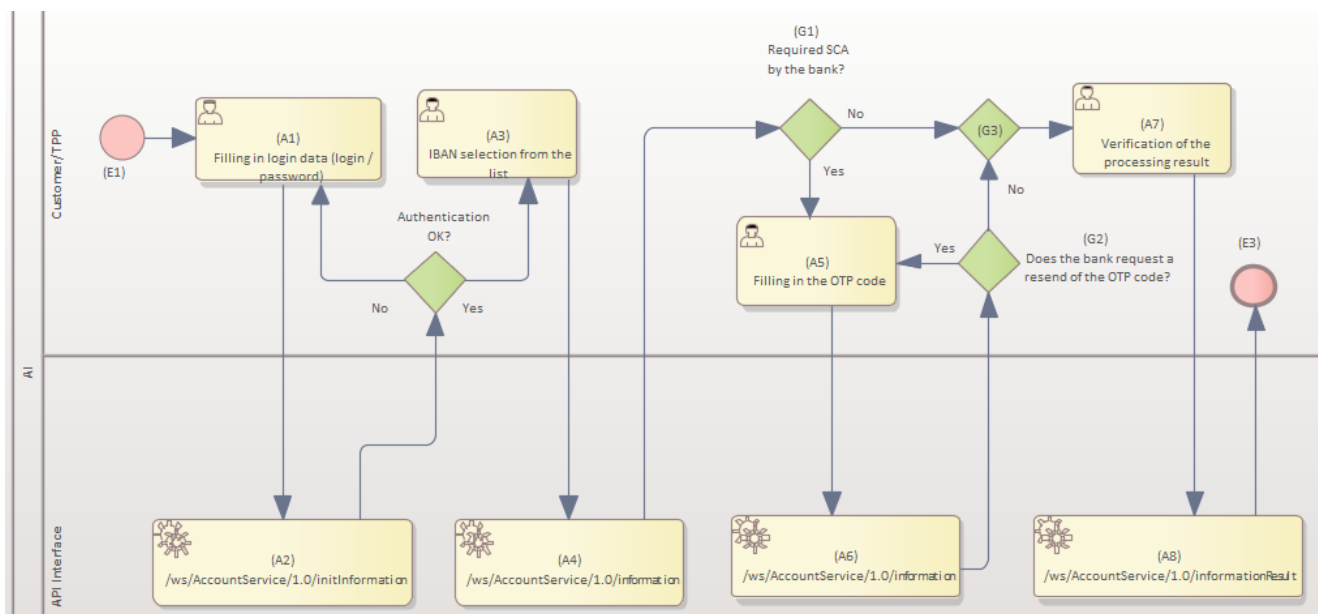 AI
Customer/TPP
API Interface
(E1)
(A1)
Filling in login data (login /
password)
(A3)
IBAN selection from the
list
Authentication
OK?
No
Yes
(G1)
Required SCA
by the bank?
No
Yes
(G3)
No
(A7)
Verification of the
processing result
(A5)
Filling in the OTP code
Yes
(G2)
Does the bank request a
resend of the OTP code?
(E3)
(A2)
/ws/AccountService/1.0/initInformation
(A4)
/ws/AccountService/1.0/information
(A6)
/ws/AccountService/1.0/information
(A8)
/ws/AccountService/1.0/informationResult